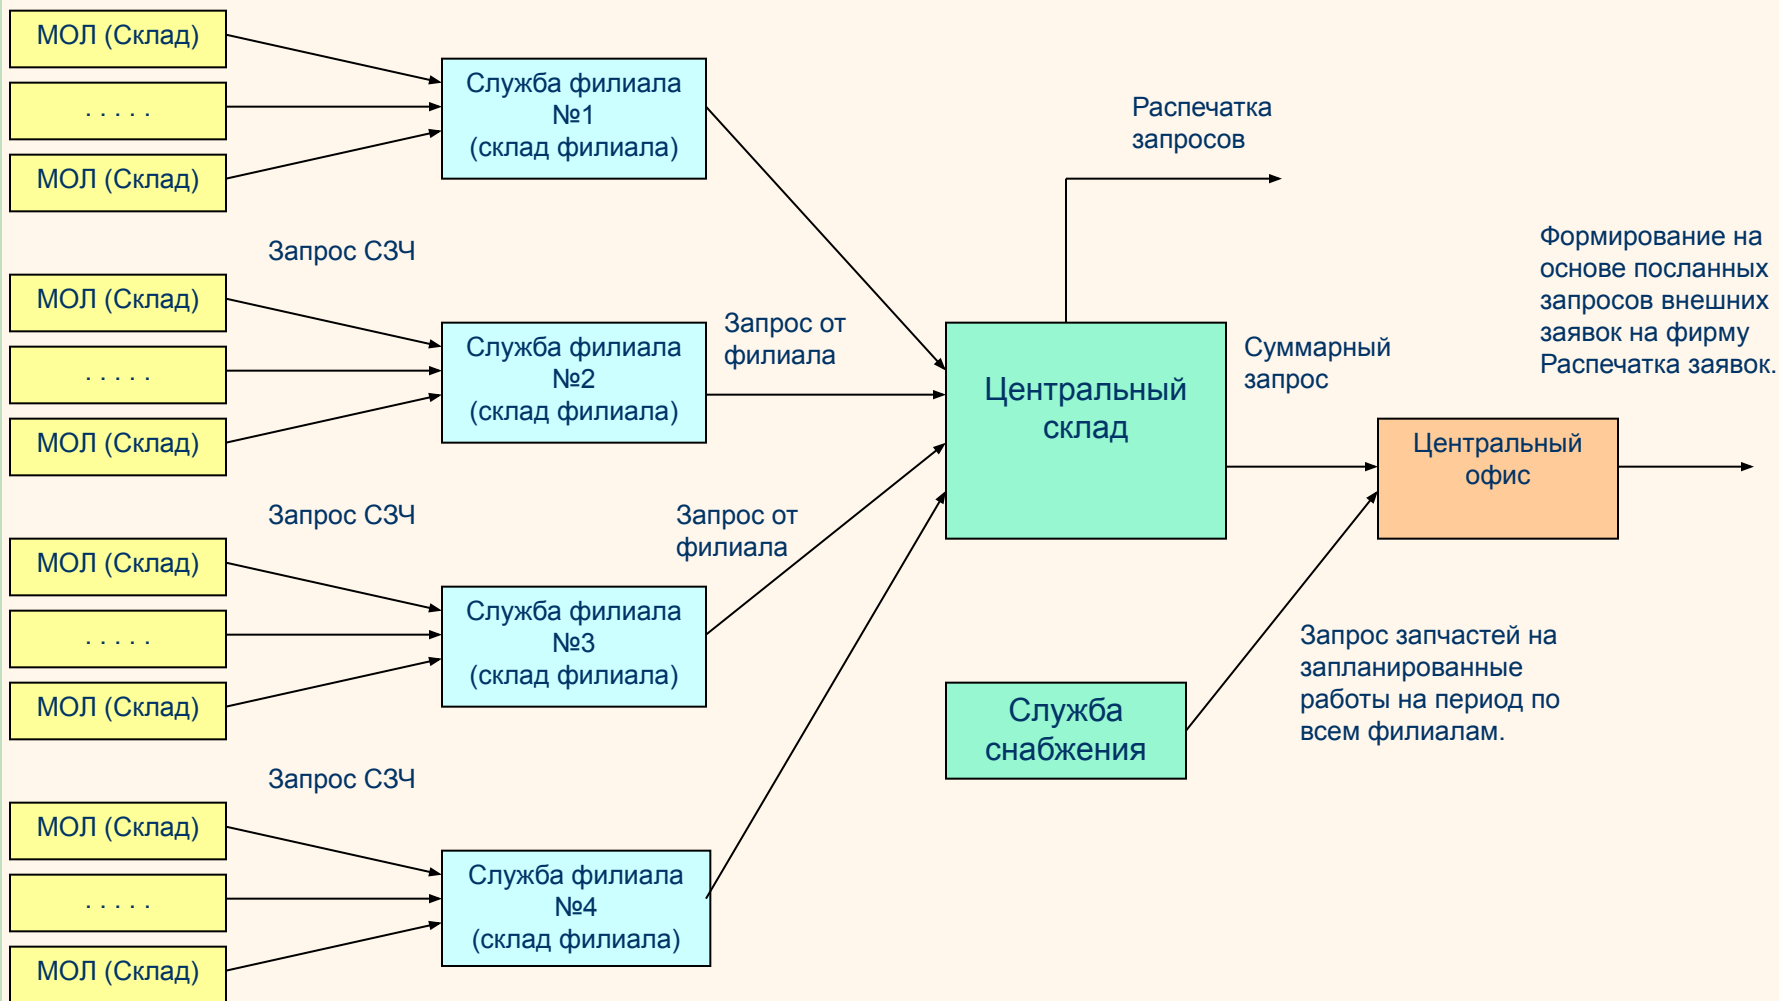 МОЛ (Склад)
. . . . .
МОЛ (Склад)
Служба филиала
№1
(склад филиала)
Распечатка
запросов
Запрос СЗЧ
МОЛ (Склад)
. . . . .
МОЛ (Склад)
Служба филиала
№2
(склад филиала)
Запрос от
филиала
Центральный
склад
Суммарный
запрос
Формирование на
основе посланных
запросов внешних
заявок на фирму
Распечатка заявок.
Центральный
офис
Запрос СЗЧ
МОЛ (Склад)
. . . . .
МОЛ (Склад)
Служба филиала
№3
(склад филиала)
Запрос от
филиала
Служба
снабжения
Запрос запчастей на
запланированные
работы на период по
всем филиалам.
Запрос СЗЧ
МОЛ (Склад)
. . . . .
МОЛ (Склад)
Служба филиала
№4
(склад филиала)